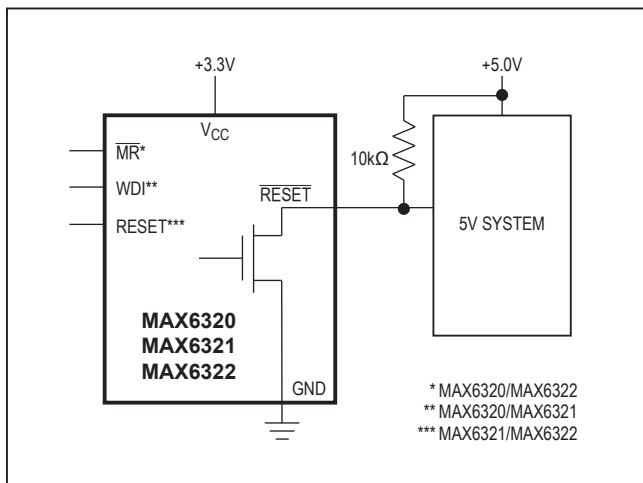 +3.3V
+5.0V
VCC
MR*
10kΩ
WDI**
RESET
RESET***
5V SYSTEM
MAX6320
MAX6321
MAX6322
GND
* MAX6320/MAX6322
** MAX6320/MAX6321
*** MAX6321/MAX6322